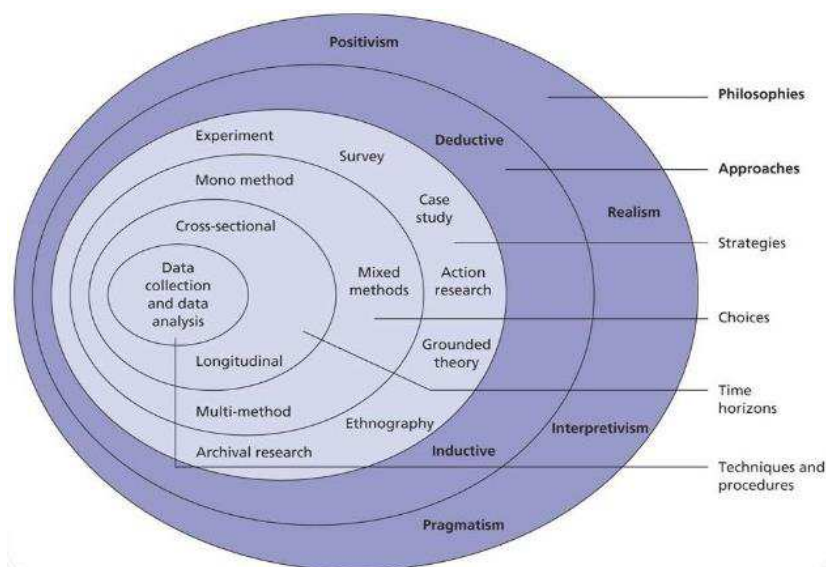 Positivism
Philosophies
Experiment
Deductive
Survey
Approaches
Mono method
Case
study
Realism
Cross-sectional
Strategies
Data
collection
and data
analysis
Mixed
methods
Action
research
Choices
Grounded
theory
Longitudinal
Time
horizons
Multi-method
Ethnography
Interpretivism
Archival research
Inductive
Techniques and
procedures
Pragmatism